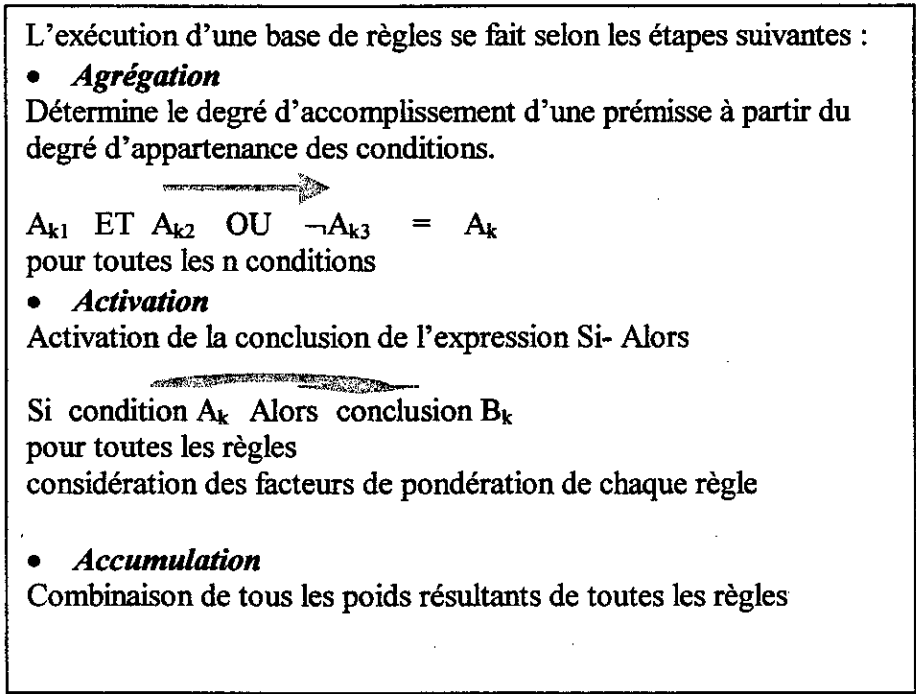 L’exécution d’une base de règles se fait selon les étapes suivantes :
• Agrégation
Détermine le degré d’accomplissement d’une prémisse à partir du
degré d’appartenance des conditions.
Aₖ₁ ET Aₖ₂ OU ¬Aₖ₃ = Aₖ
pour toutes les n conditions
• Activation
Activation de la conclusion de l’expression Si- Alors
Si condition Aₖ Alors conclusion Bₖ
pour toutes les règles
considération des facteurs de pondération de chaque règle
• Accumulation
Combinaison de tous les poids résultants de toutes les règles